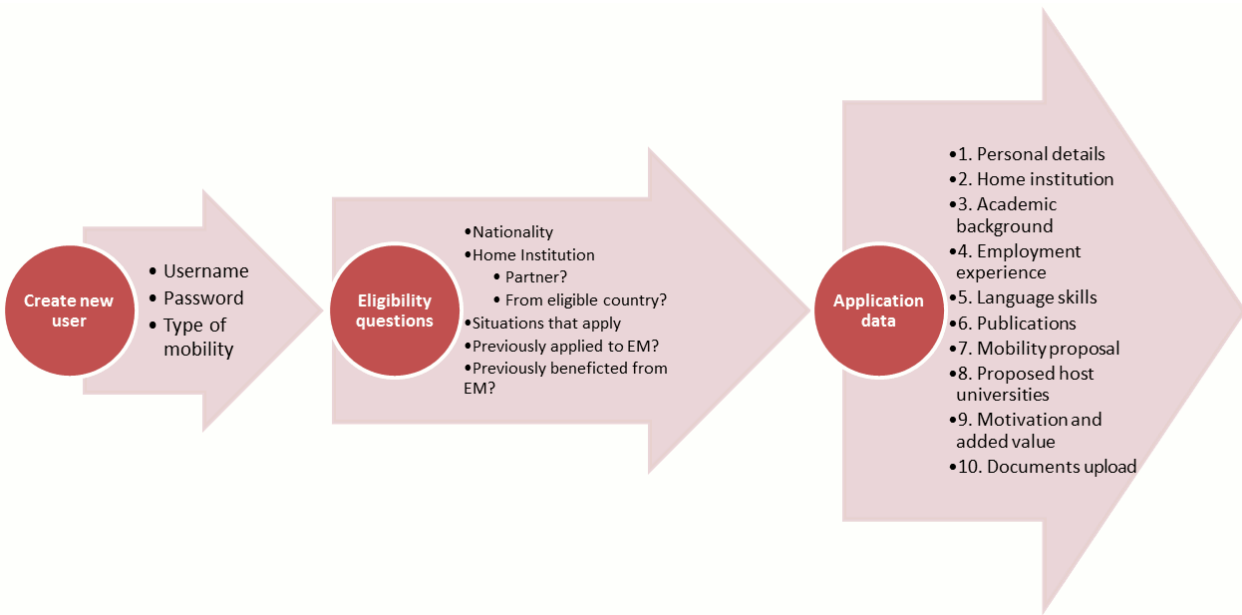 Create new
user
• Username
• Password
• Type of
mobility
Eligibility
questions
•Nationality
•Home Institution
• Partner?
• From eligible country?
•Situations that apply
•Previously applied to EM?
•Previously beneficted from
EM?
Application
data
•1. Personal details
•2. Home institution
•3. Academic
background
•4. Employment
experience
•5. Language skills
•6. Publications
•7. Mobility proposal
•8. Proposed host
universities
•9. Motivation and
added value
•10. Documents upload